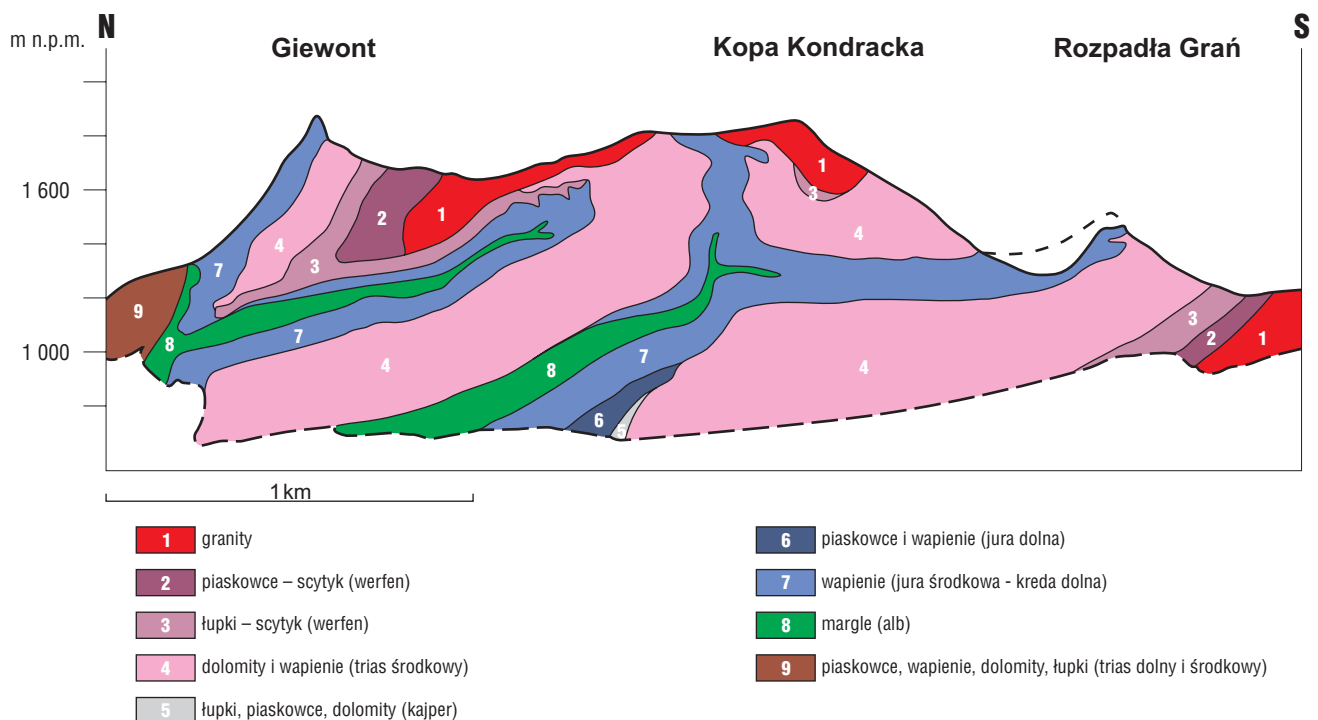 m n.p.m.
N
Giewont
Kopa Kondracka
Rozpadła Grań
S
1 600
1 000
1
2
3
4
7
9
8
7
4
8
7
6
5
1
3
4
4
3
2
1
1 km
1 granity
2 piaskowce – scytyk (werfen)
3 łupki – scytyk (werfen)
4 dolomity i wapienie (trias środkowy)
5 łupki, piaskowce, dolomity (kajper)
6 piaskowce i wapienie (jura dolna)
7 wapienie (jura środkowa - kreda dolna)
8 margle (alb)
9 piaskowce, wapienie, dolomity, łupki (trias dolny i środkowy)